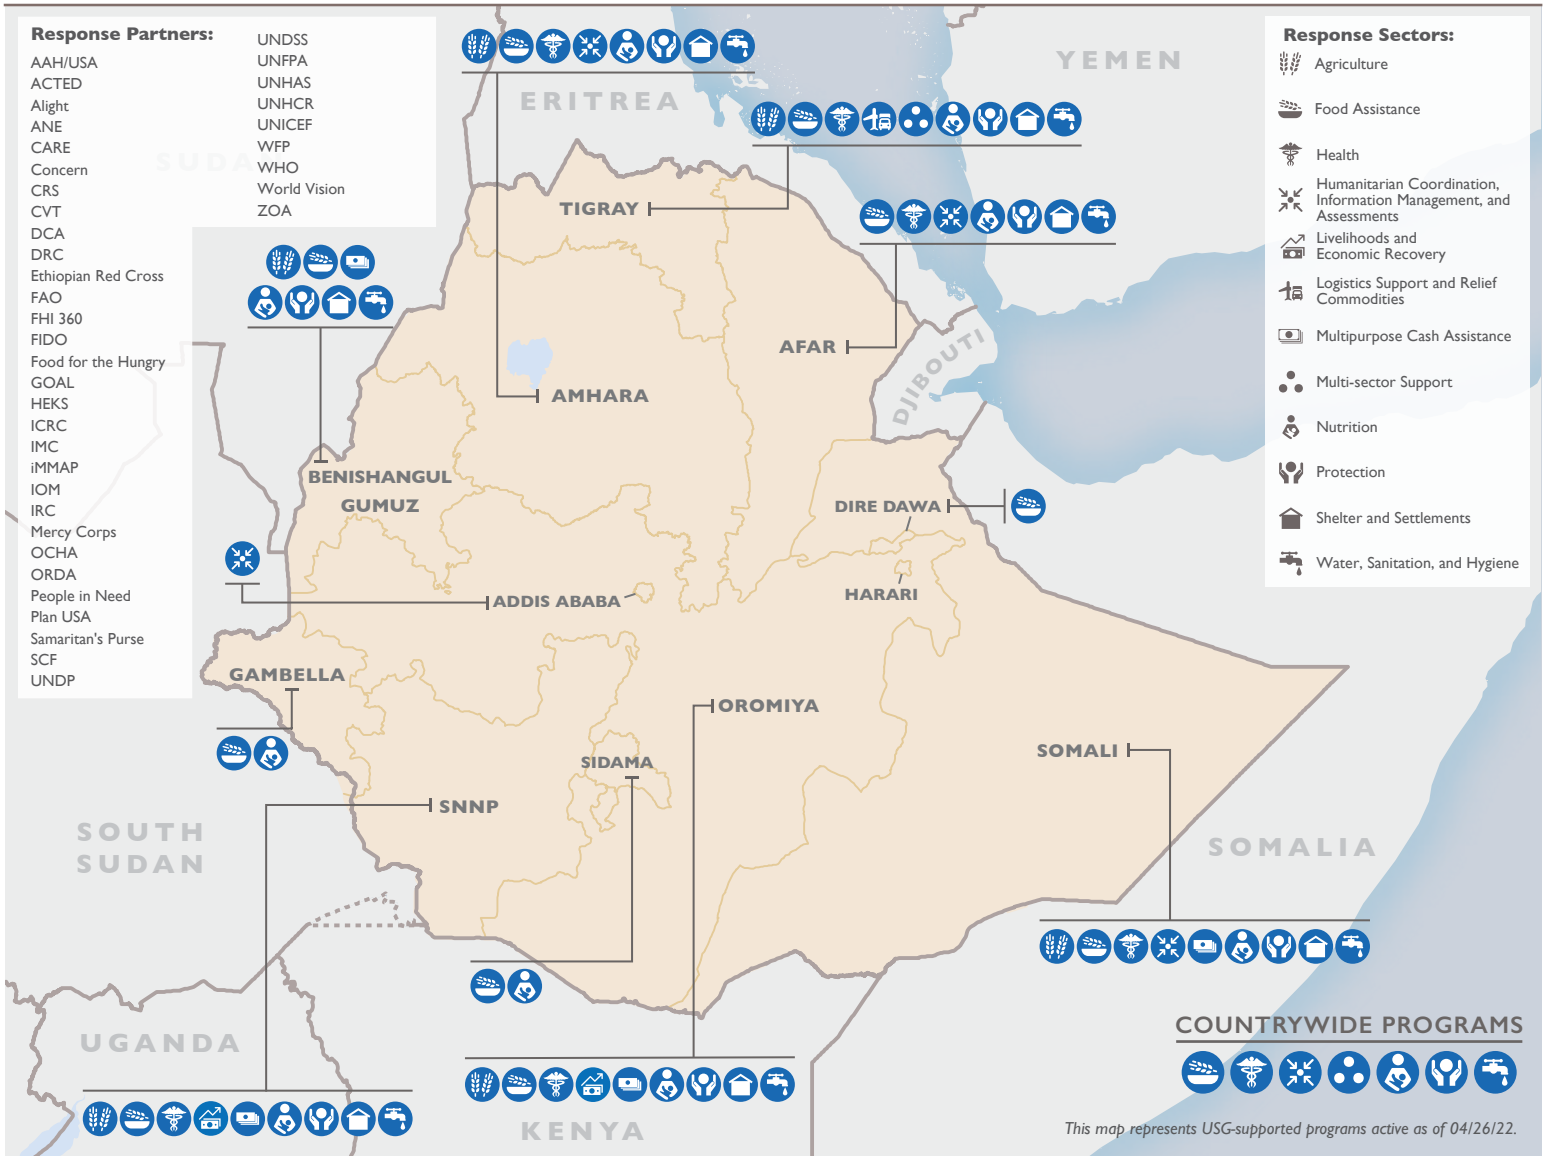 Response Partners:
AAH/USA
ACTED
Alight
ANE
CARE
Concern
CRS
CVT
DCA
DRC
Ethiopian Red Cross
FAO
FHI 360
FIDO
Food for the Hungry
GOAL
HEKS
ICRC
IMC
iMMAP
IOM
IRC
Mercy Corps
OCHA
ORDA
People in Need
Plan USA
Samaritan's Purse
SCF
UNDP
UNDSS
UNFPA
UNHAS
UNHCR
UNICEF
WFP
WHO
World Vision
ZOA
SUDAN
ERITREA
YEMEN
TIGRAY
AFAR
DJIBOUTI
AMHARA
BENISHANGUL
GUMUZ
DIRE DAWA
HARARI
ADDIS ABABA
GAMBELLA
OROMIYA
SIDAMA
SOMALI
SNNP
SOUTH
SUDAN
SOMALIA
UGANDA
KENYA
Response Sectors:
Agriculture
Food Assistance
Health
Humanitarian Coordination,
Information Management, and
Assessments
Livelihoods and
Economic Recovery
Logistics Support and Relief
Commodities
Multipurpose Cash Assistance
Multi-sector Support
Nutrition
Protection
Shelter and Settlements
Water, Sanitation, and Hygiene
COUNTRYWIDE PROGRAMS
This map represents USG-supported programs active as of 04/26/22.